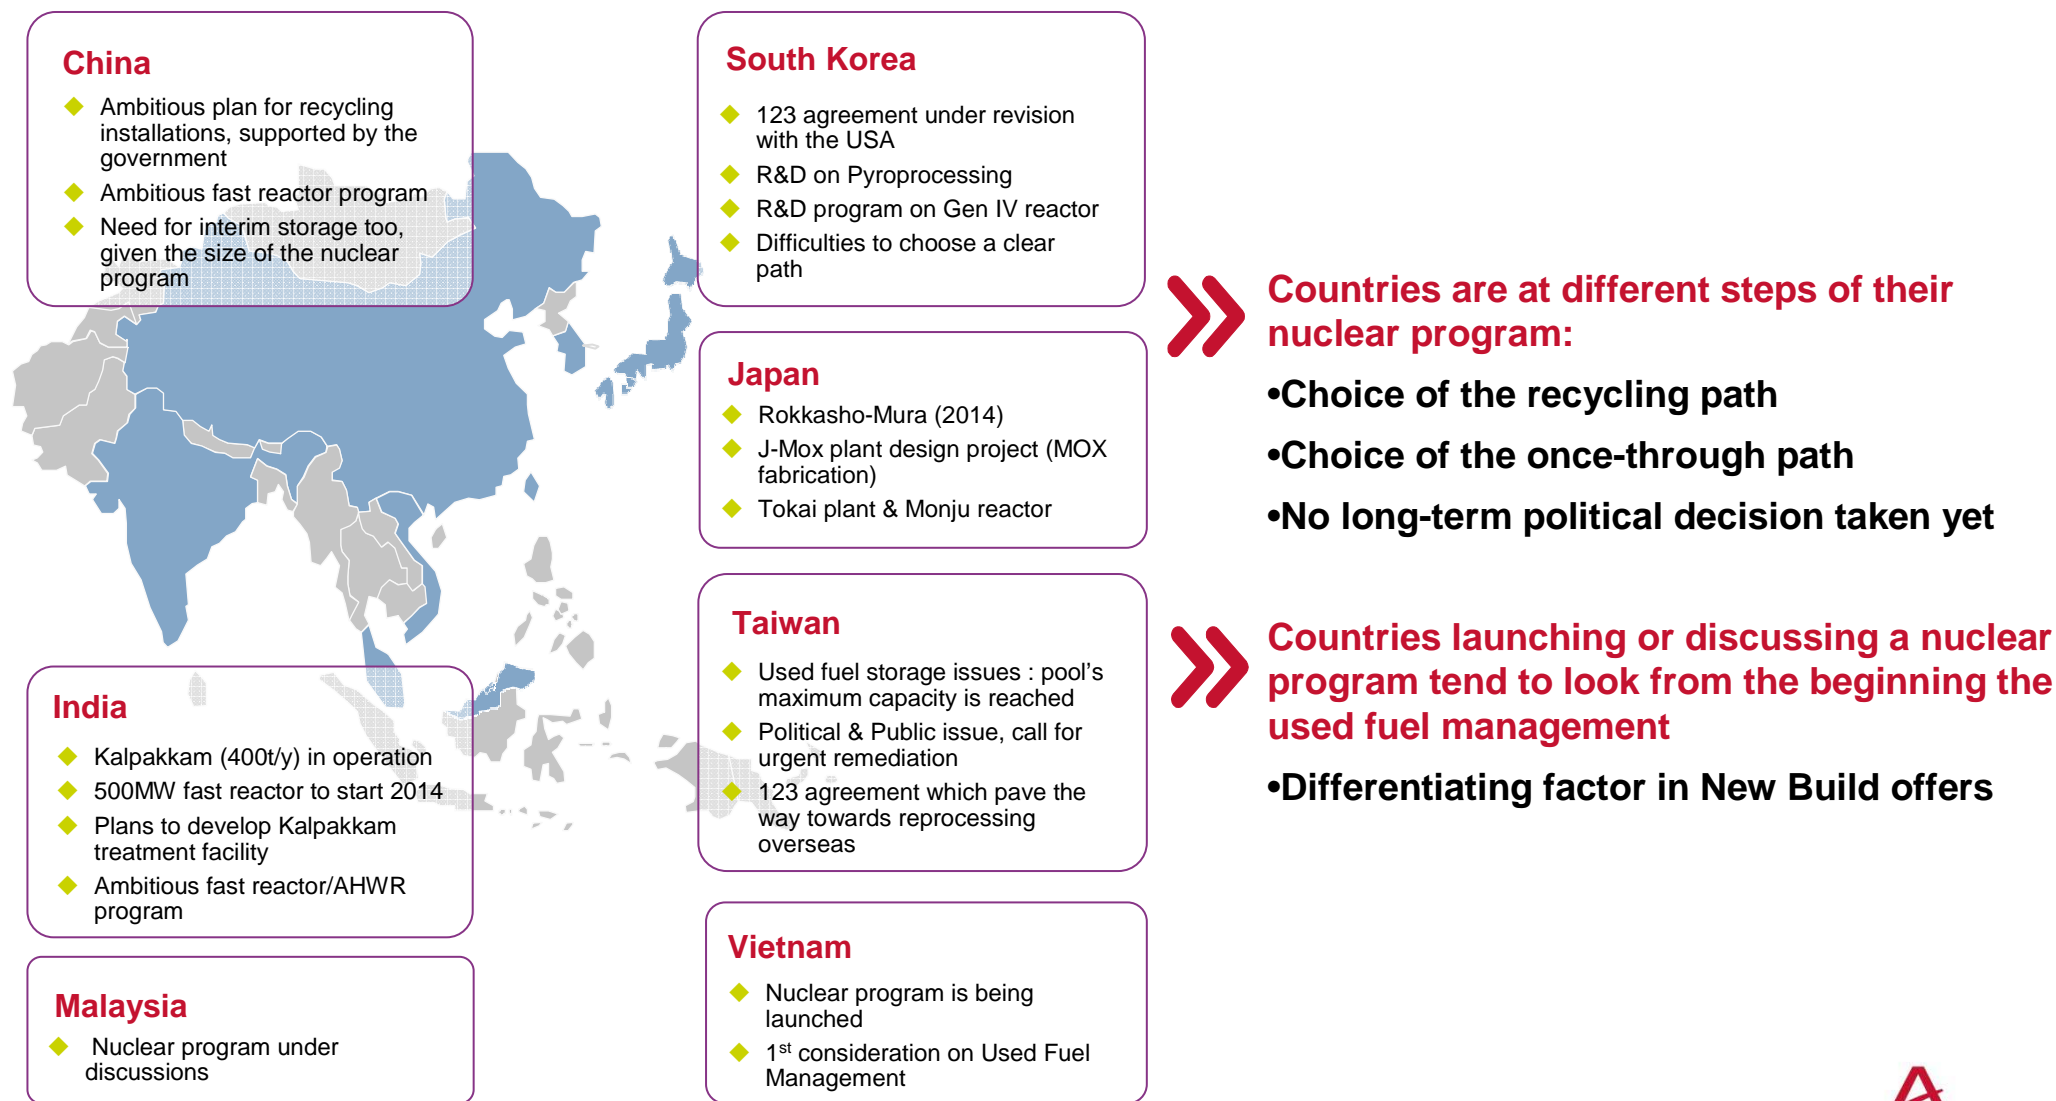 China
Ambitious plan for recycling
installations, supported by the
government
Ambitious fast reactor program
Need for interim storage too,
given the size of the nuclear
program
India
Kalpakkam (400t/y) in operation
500MW fast reactor to start 2014
Plans to develop Kalpakkam
treatment facility
Ambitious fast reactor/AHWR
program
Malaysia
Nuclear program under
discussions
South Korea
123 agreement under revision
with the USA
R&D on Pyroprocessing
R&D program on Gen IV reactor
Difficulties to choose a clear
path
Japan
Rokkasho-Mura (2014)
J-Mox plant design project (MOX
fabrication)
Tokai plant & Monju reactor
Taiwan
Used fuel storage issues : pool's
maximum capacity is reached
Political & Public issue, call for
urgent remediation
123 agreement which pave the
way towards reprocessing
overseas
Vietnam
Nuclear program is being
launched
1st consideration on Used Fuel
Management
Countries are at different steps of their
nuclear program:
•Choice of the recycling path
•Choice of the once-through path
•No long-term political decision taken yet
Countries launching or discussing a nuclear
program tend to look from the beginning the
used fuel management
•Differentiating factor in New Build offers